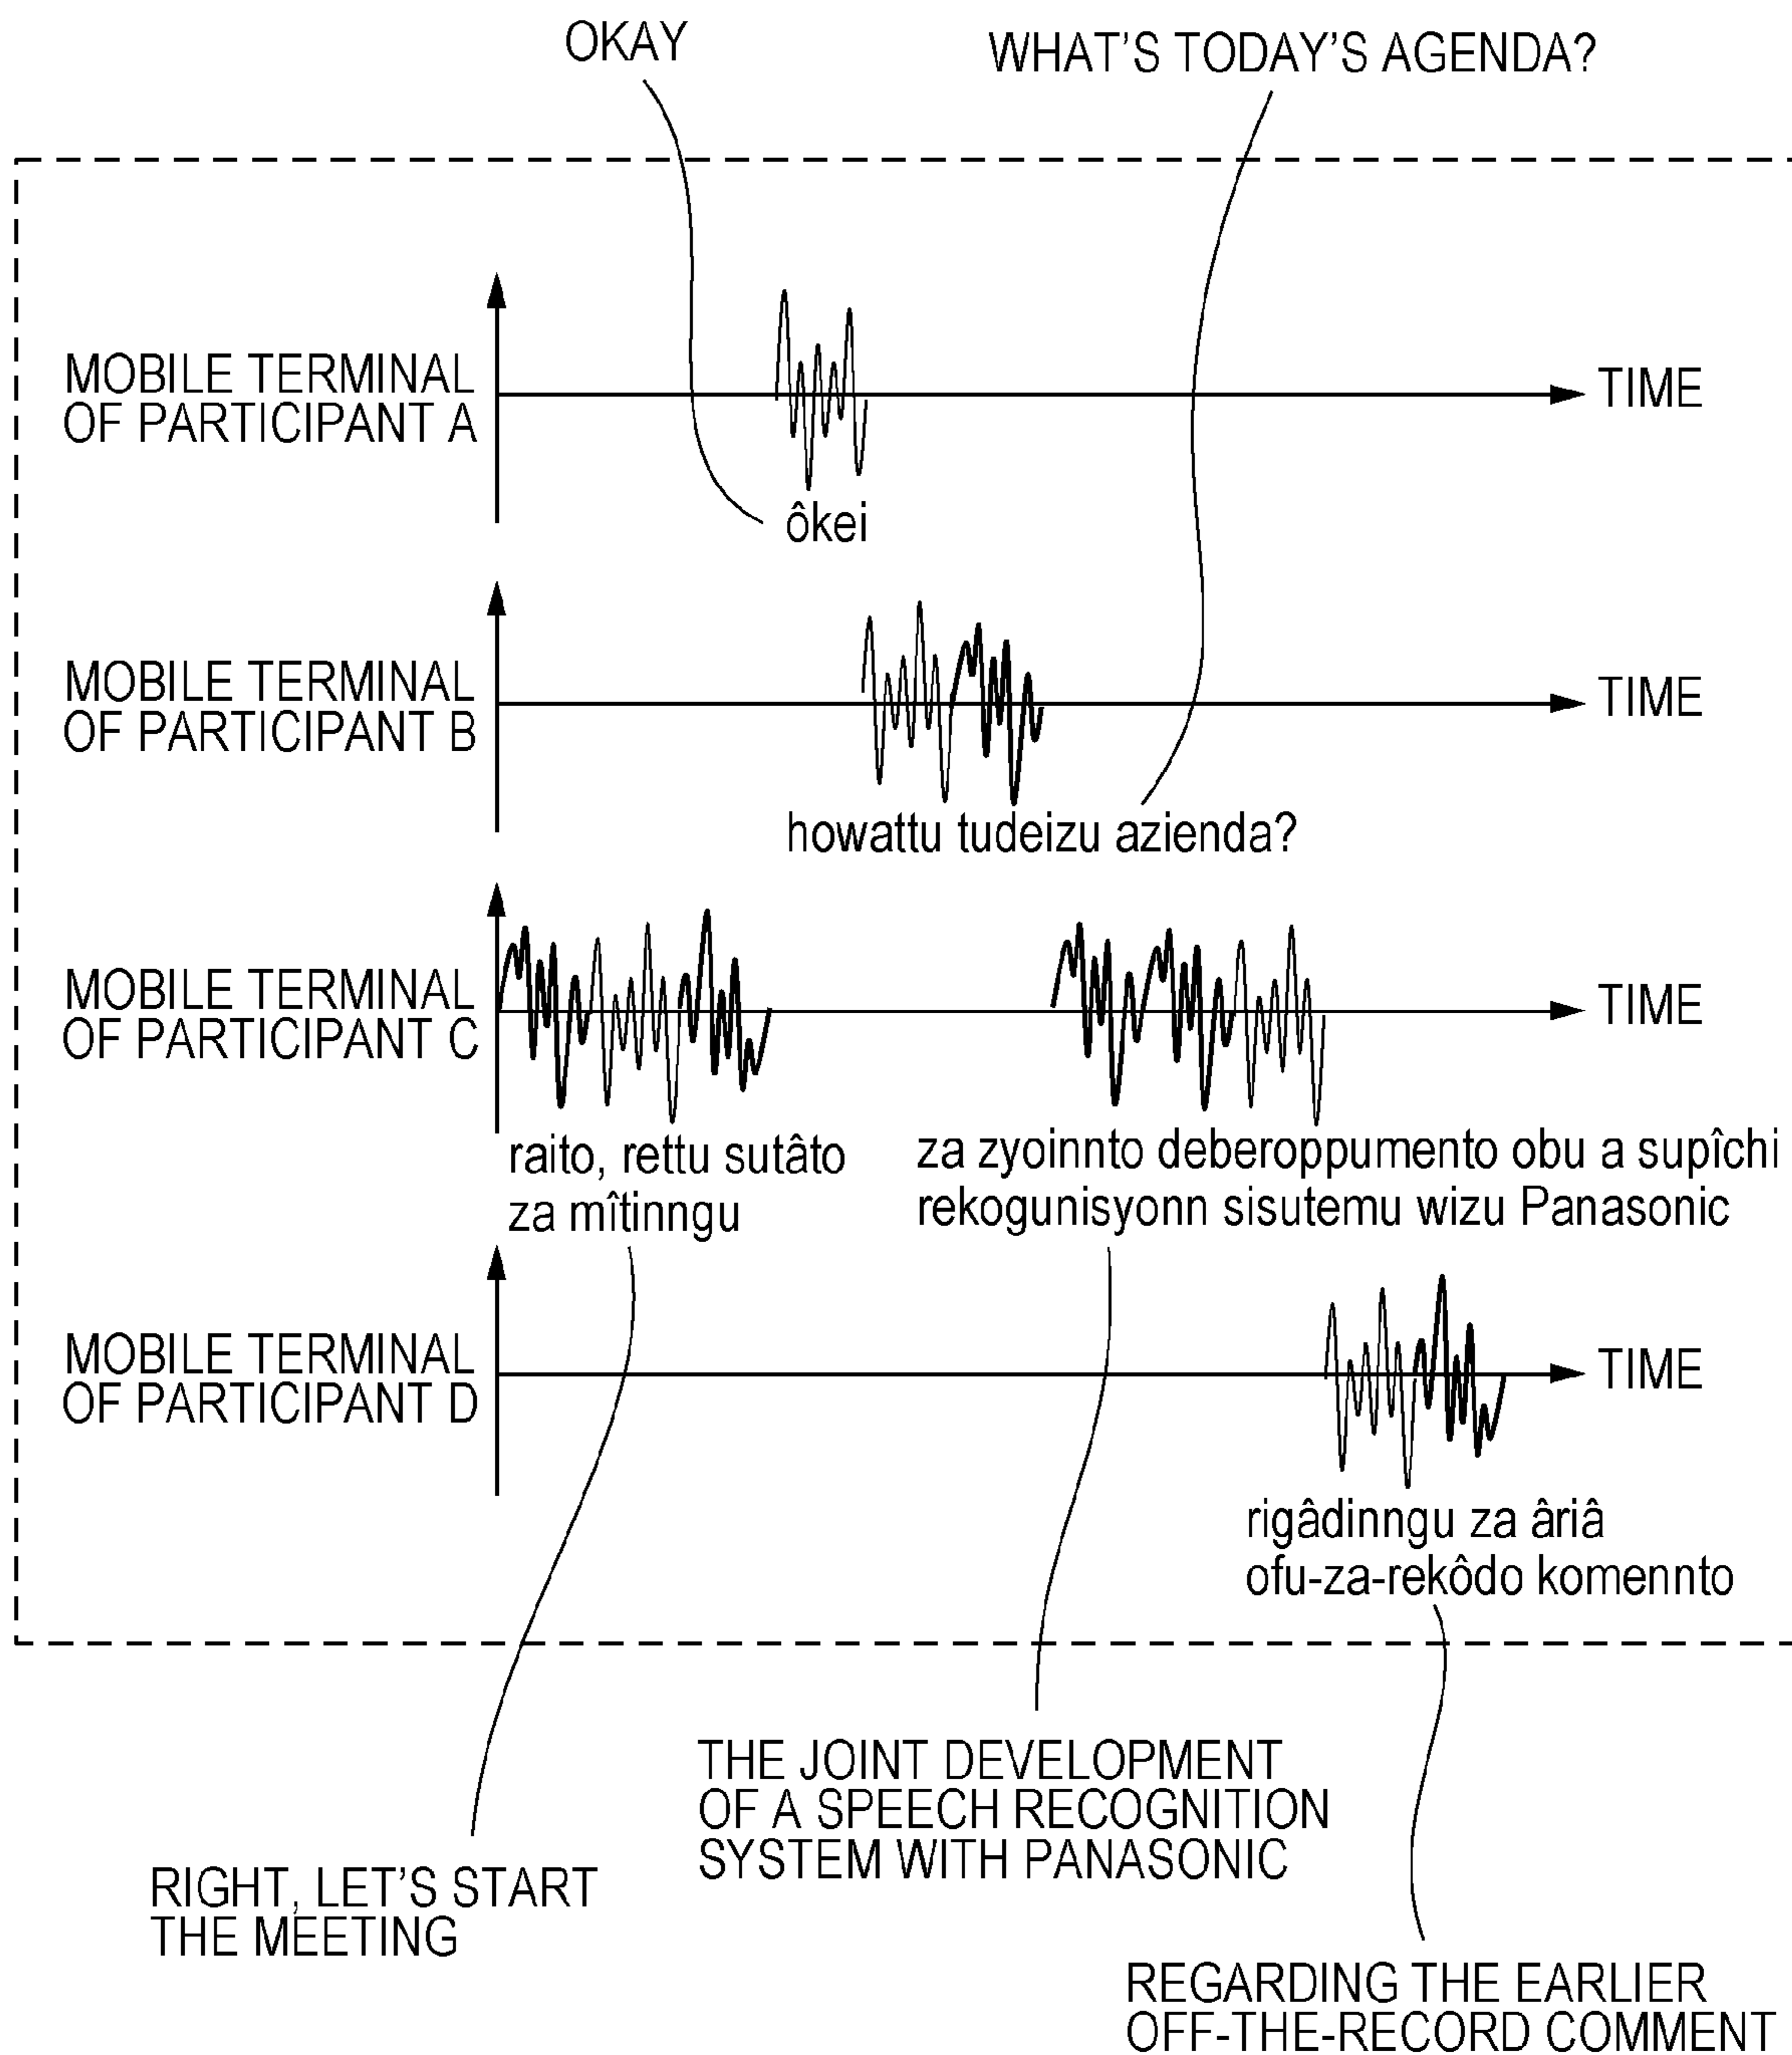 OKAY
WHAT'S TODAY'S AGENDA?
MOBILE TERMINAL
OF PARTICIPANT A
TIME
ôkei
MOBILE TERMINAL
OF PARTICIPANT B
TIME
howattu tudeizu azienda?
MOBILE TERMINAL
OF PARTICIPANT C
TIME
raito, rettu sutâto
za mîtinngu
za zyoinnto deberoppumento obu a supîchi
rekogunisyonn sisutemu wizu Panasonic
MOBILE TERMINAL
OF PARTICIPANT D
TIME
rigâdinngu za âriâ
ofu-za-rekôdo komennto
THE JOINT DEVELOPMENT
OF A SPEECH RECOGNITION
SYSTEM WITH PANASONIC
RIGHT, LET'S START
THE MEETING
REGARDING THE EARLIER
OFF-THE-RECORD COMMENT